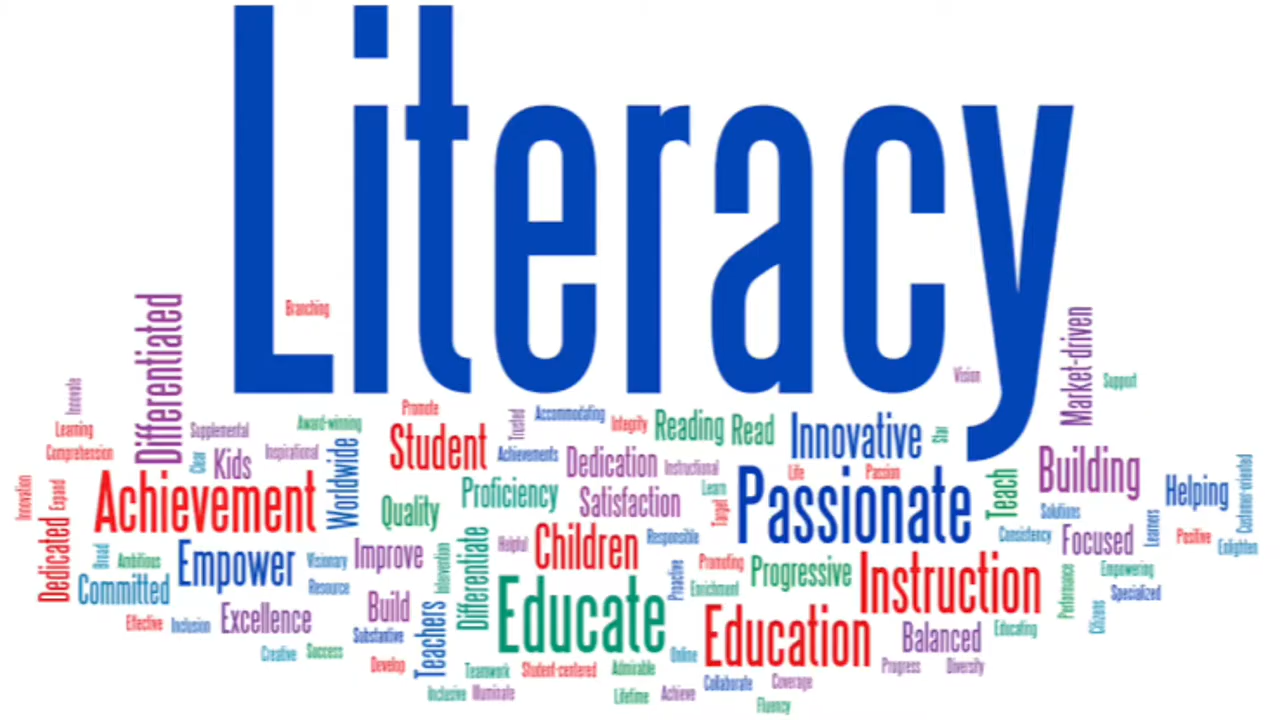 Literacy
Differentiated
Branching
Market-driven
Vision
Support
Innovate
Promote
Accommodating
Trusted
Award-winning
Integrity
Reading
Read
Innovative
Star
Learning
Supplemental
Student
Comprehension
Clear
Kids
Inspirational
Worldwide
Achievements
Dedication
Instructional
Life
Passion
Building
Teach
Helping
Customer-oriented
Innovation
Expand
Achievement
Quality
Proficiency
Satisfaction
Learn
Target
Passionate
Solutions
Learners
Dedicated
Broad
Ambitious
Empower
Visionary
Improve
Intervention
Differentiate
Helpful
Children
Responsible
Consistency
Focused
Positive
Enlighten
Committed
Resource
Proactive
Promoting
Enrichment
Progressive
Instruction
Performance
Empowering
Specialized
Citizens
Effective
Inclusion
Excellence
Build
Substantive
Teachers
Educate
Education
Balanced
Educating
Creative
Success
Develop
Teamwork
Student-centered
Admirable
Online
Progress
Diversity
Inclusive
Illuminate
Lifetime
Achieve
Collaborate
Coverage
Fluency